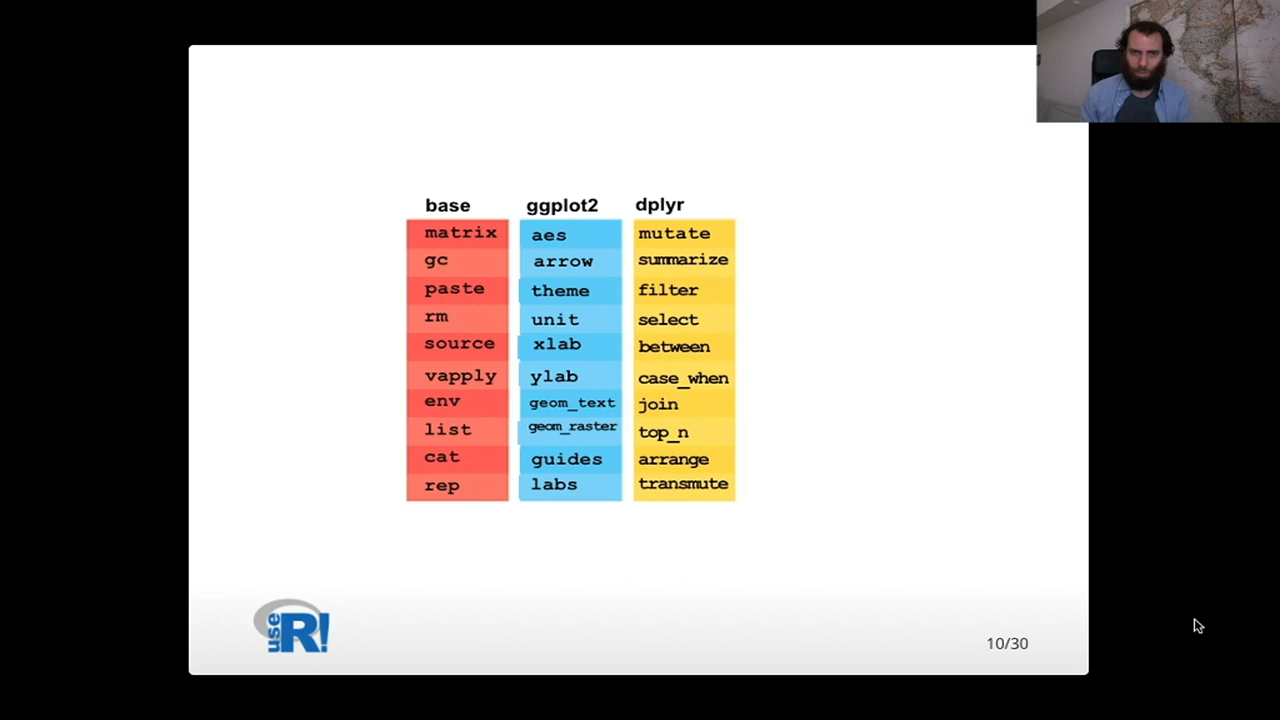 base ggplot2 dplyr
matrix aes mutate
gc arrow summarize
paste theme filter
rm unit select
source xlab between
vapply ylab case_when
env geom_text join
list geom_raster top_n
cat guides arrange
rep labs transmute
use R!
10/30